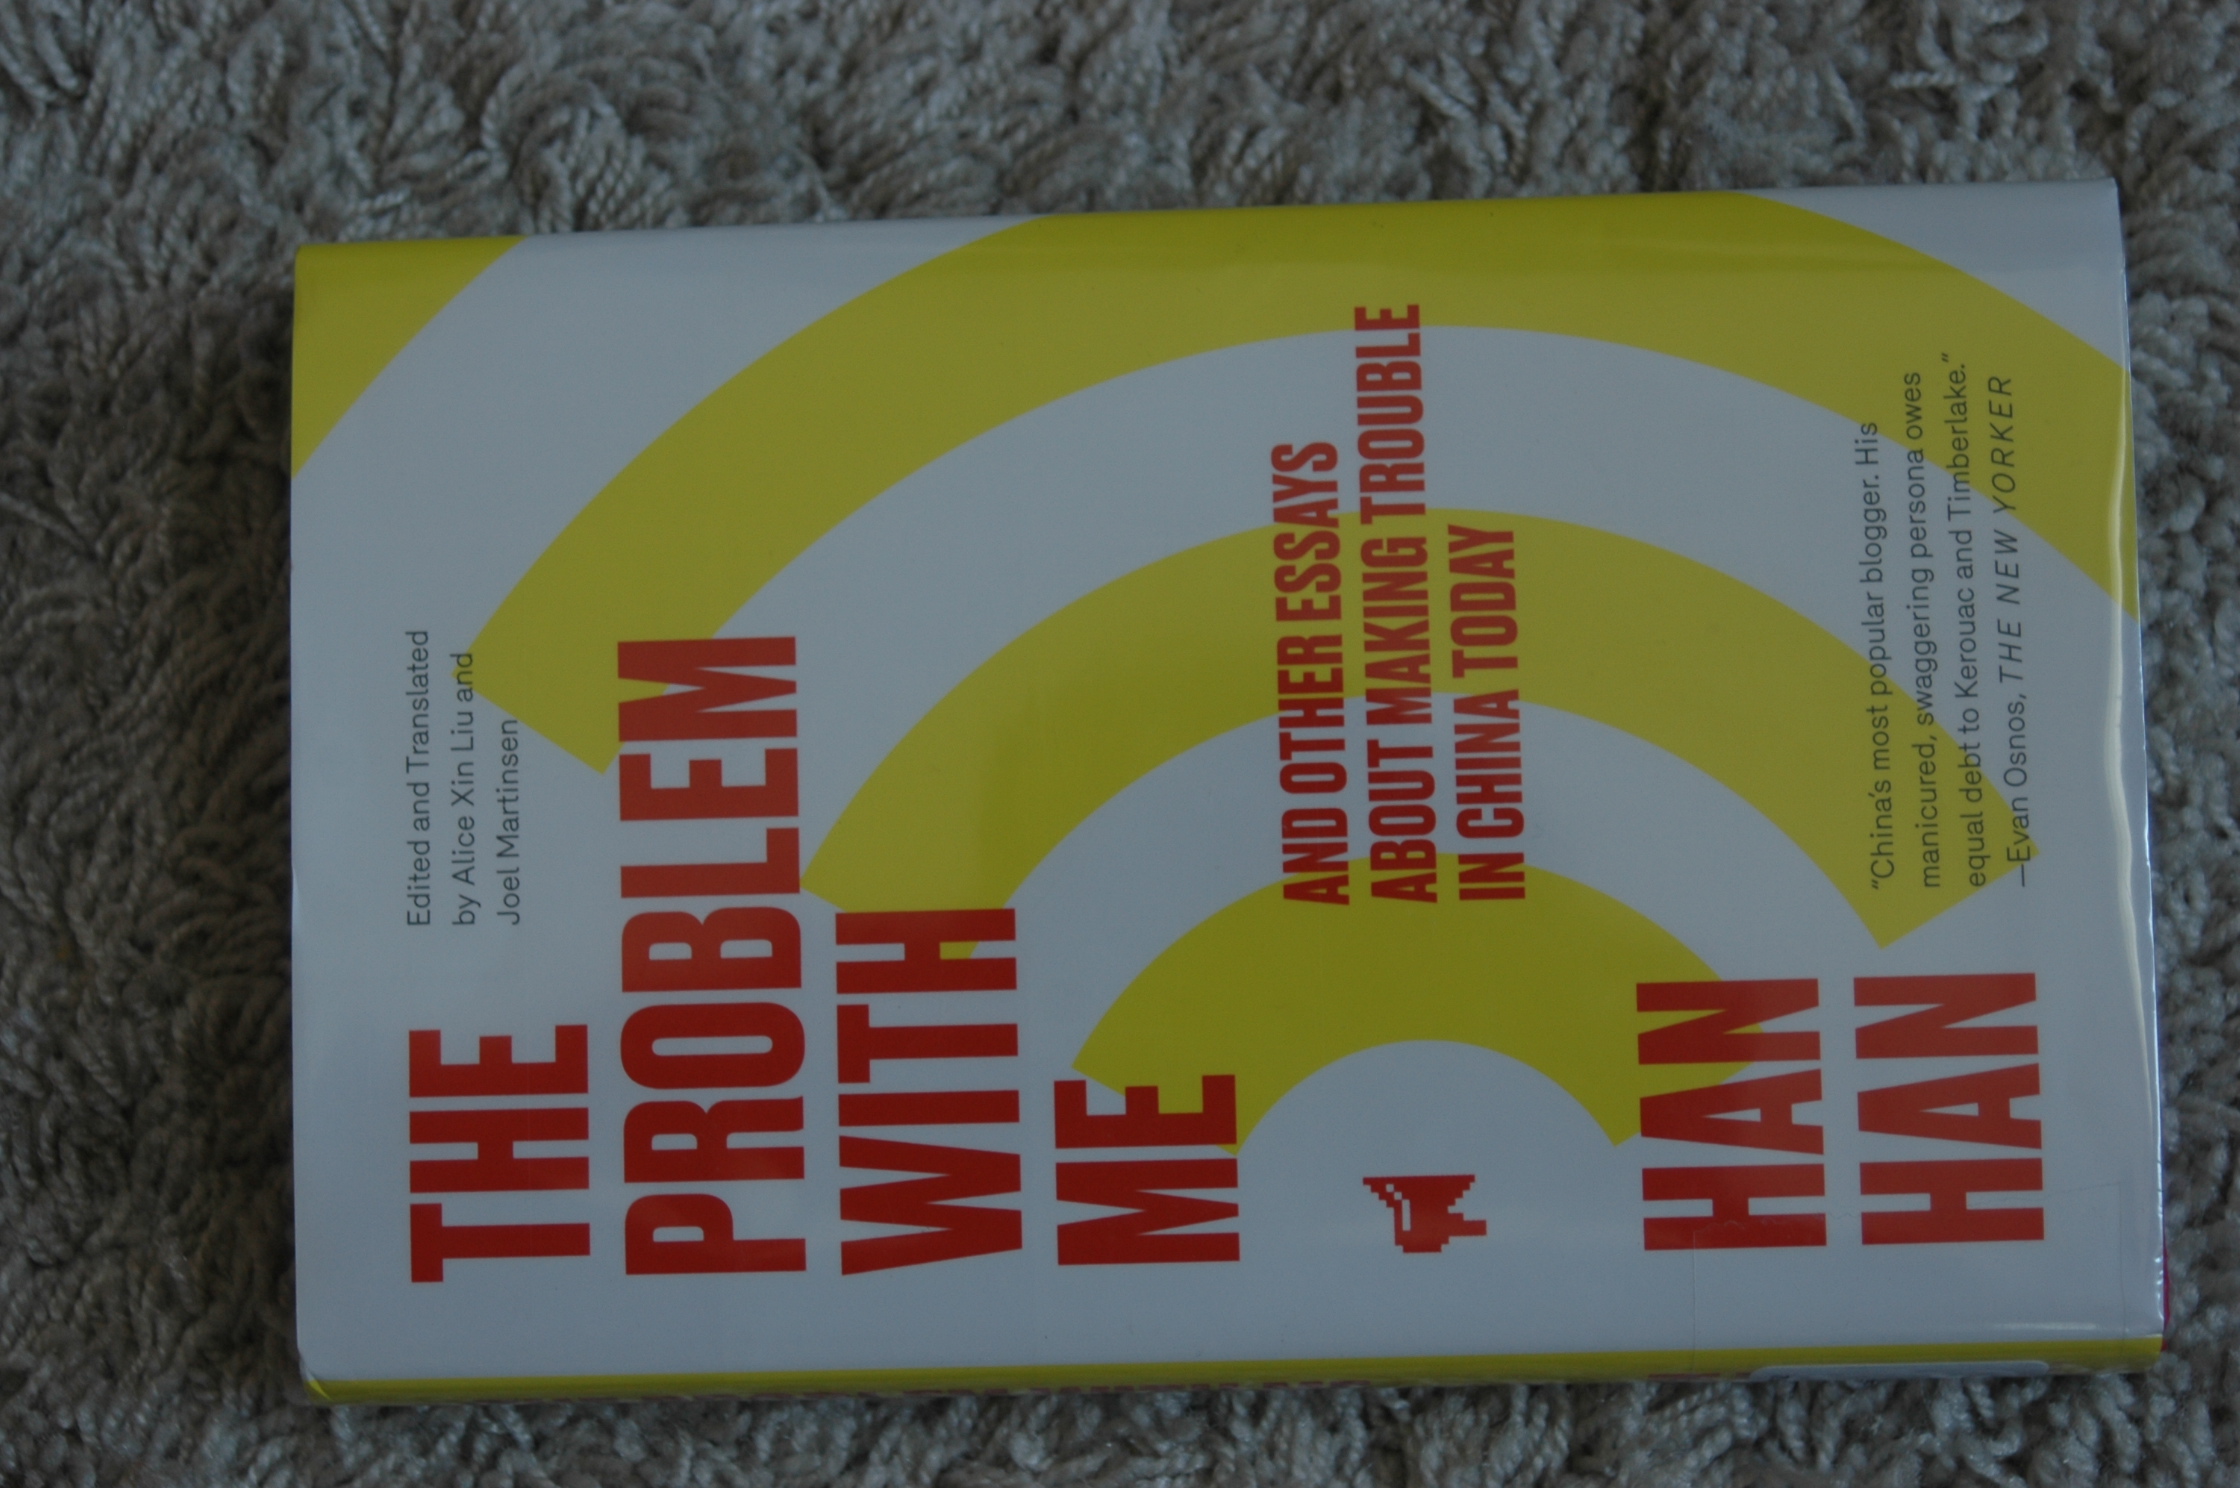 THE
PROBLEM
WITH
ME
Edited and Translated
by Alice Xin Liu and
Joel Martinsen
AND OTHER ESSAYS
ABOUT MAKING TROUBLE
IN CHINA TODAY
HAN
HAN
“China’s most popular blogger. His
manicured, swaggering persona owes
equal debt to Kerouac and Timberlake.”
—Evan Osnos, THE NEW YORKER